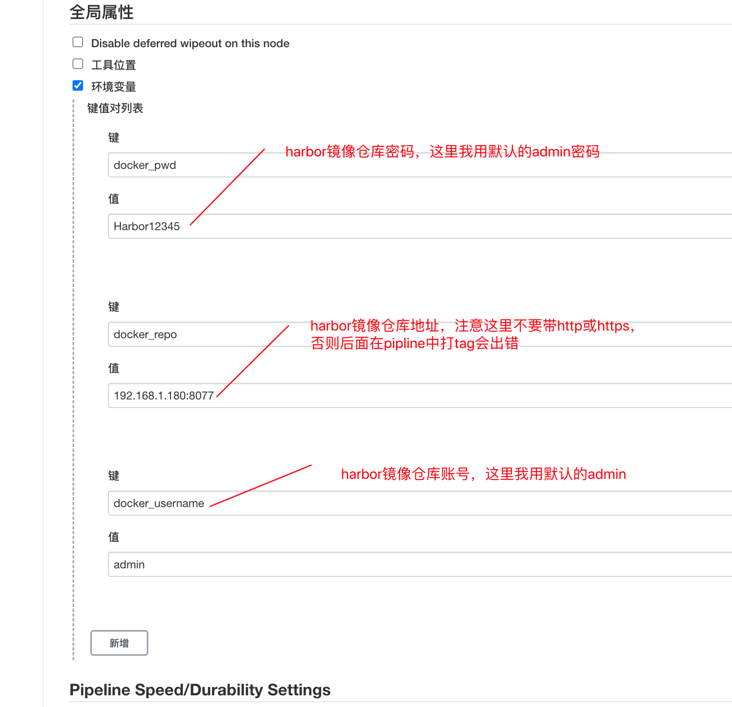 全局属性
Disable deferred wipeout on this node
工具位置
环境变量
键值对列表
键
harbor镜像仓库密码，这里我用默认的admin密码
docker_pwd
值
Harbor12345
键
harbor镜像仓库地址，注意这里不要带http或https，
docker_repo
否则后面在pipline中打tag会出错
值
192.168.1.180:8077
键
harbor镜像仓库账号，这里我用默认的admin
docker_username
值
admin
新增
Pipeline Speed/Durability Settings